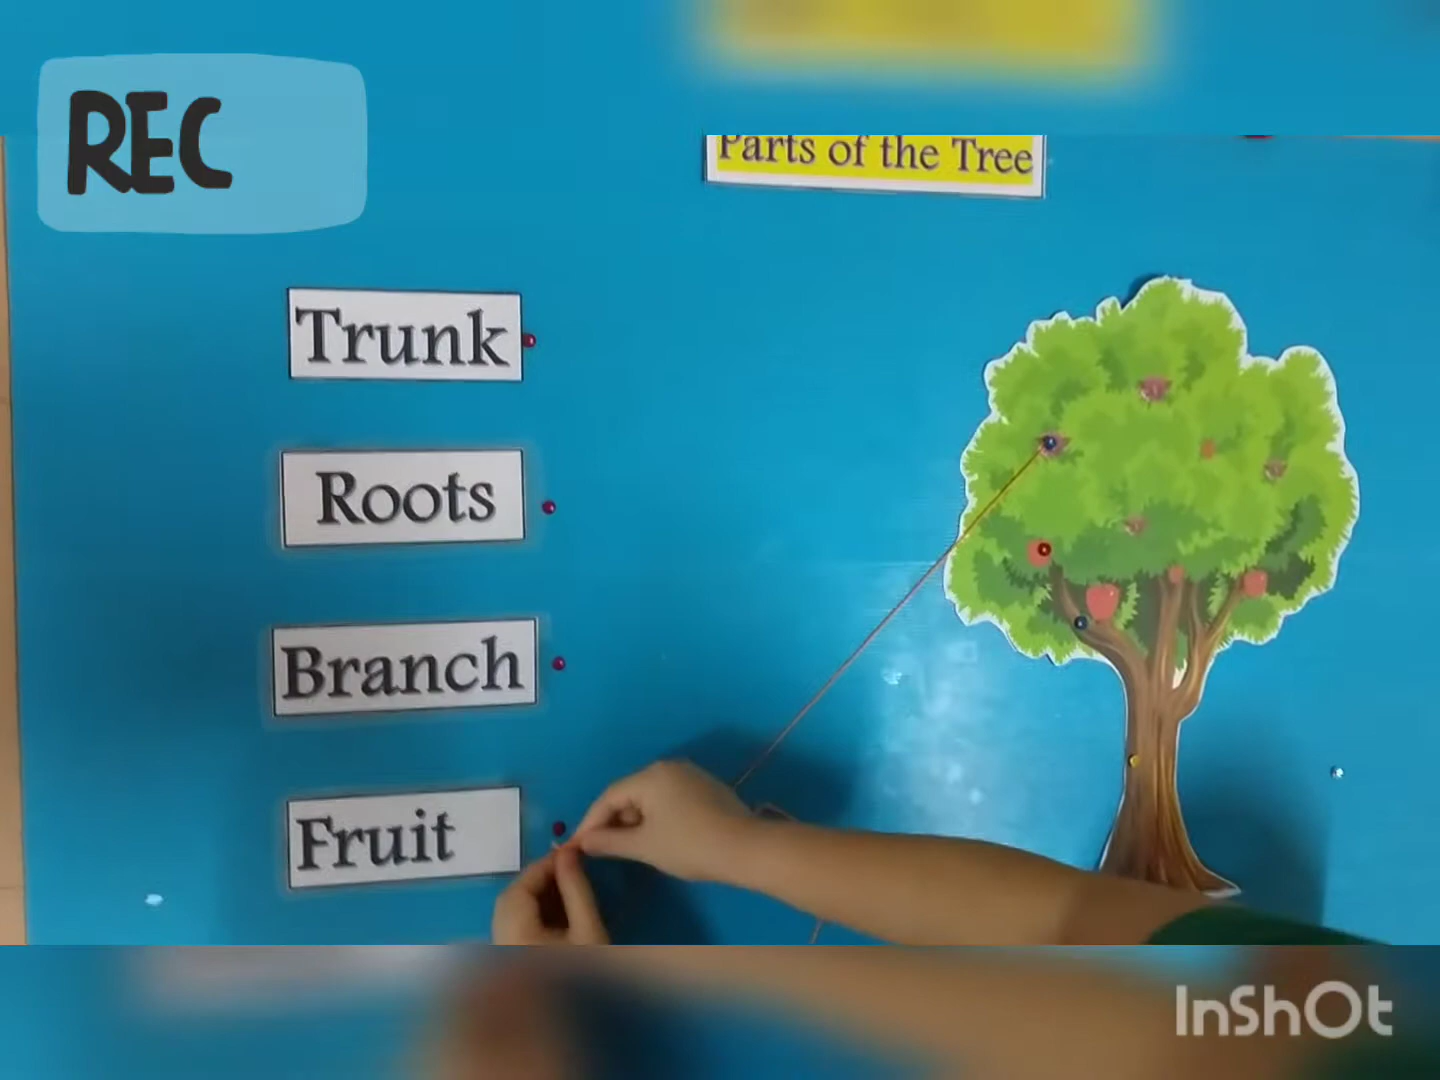 REC
Parts of the Tree
Trunk
Roots
Branch
Fruit
InShOt